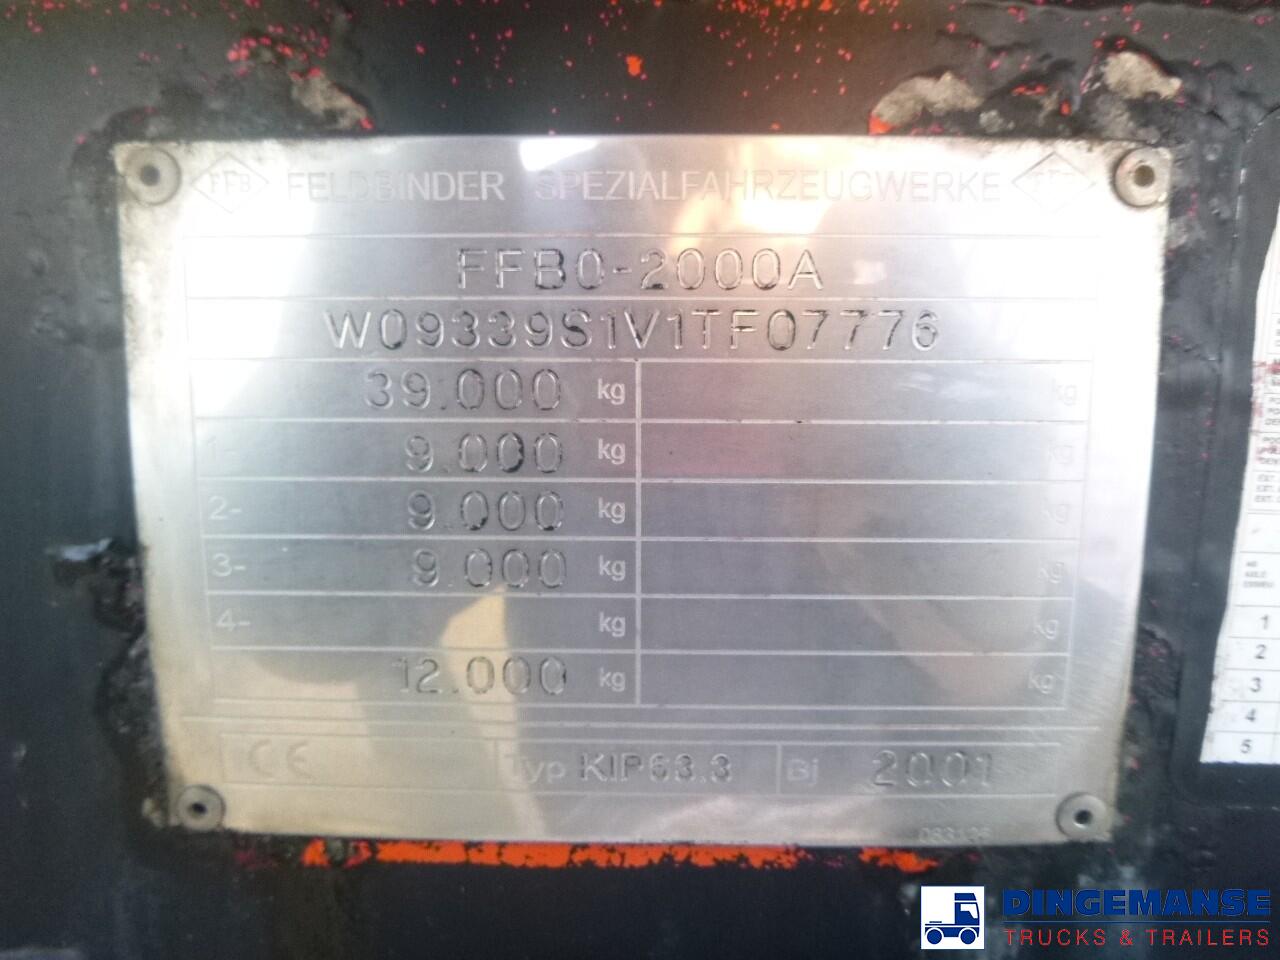 FFB FELDBINDER SPEZIALFAHRZEUGWERKE FFB
FFB0-2000A
W09339S1V1TF07776
39.000 kg kg
1- 9.000 kg kg
2- 9.000 kg kg
3- 9.000 kg kg
4- kg kg
12.000 kg kg
CE Typ KIP63.3 Bj 2001
1
2
3
4
5
DINGEMANSE
TRUCKS & TRAILERS